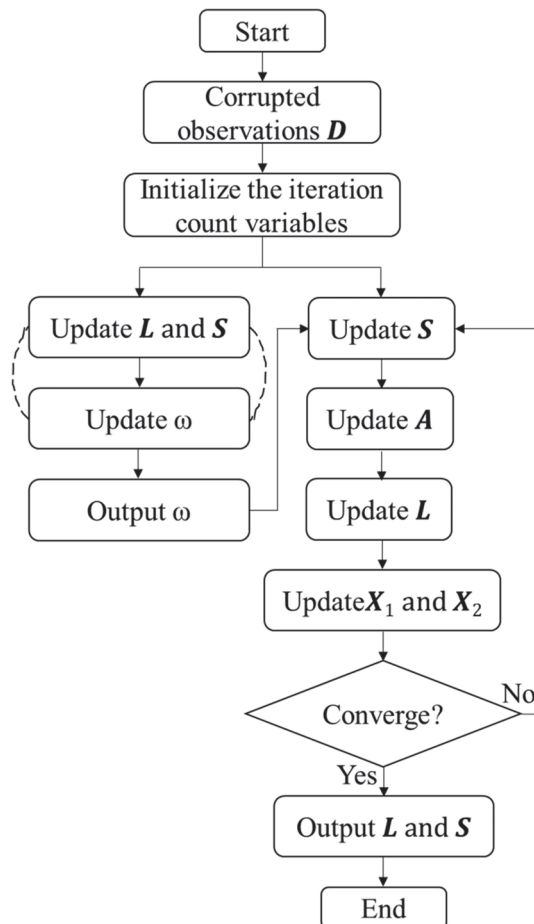 Start
Corrupted
observations D
Initialize the iteration
count variables
Update L and S
Update ω
Output ω
Update S
Update A
Update L
UpdateX₁ and X₂
Converge?
No
Yes
Output L and S
End